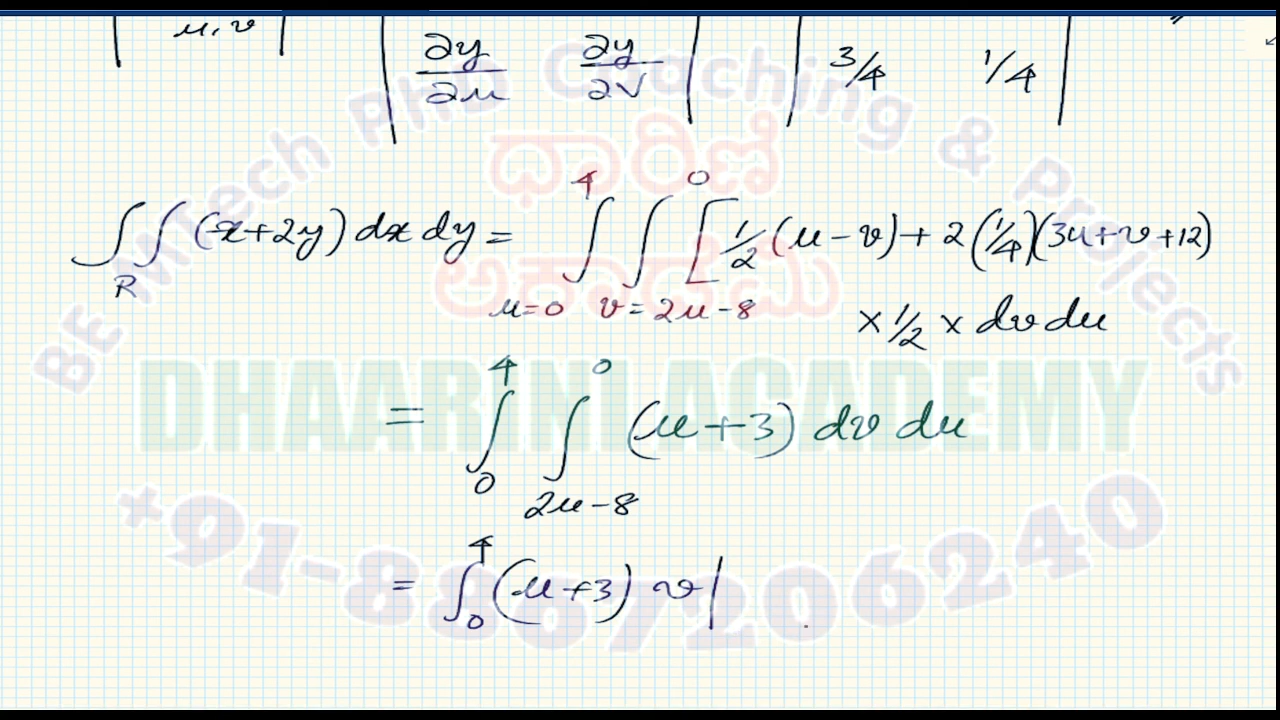 | u,v |   | ∂y/∂u   ∂y/∂v |   | 3/4   1/4 |
∫∫_R (x+2y) dx dy = ∫_{u=0}^{4} ∫_{v=2u-8}^{0} [1/2 (u-v) + 2(1/4)(3u+v+12)
× 1/2 × dv du
= ∫_0^4 ∫_{2u-8}^0 (u+3) dv du
= ∫_0^4 (u+3) v |
BE MTech PhD Coaching & Projects
ಧಾರಿಣಿ
ಅಕಾಡೆಮಿ
DHAARINI ACADEMY
+91-8867206240